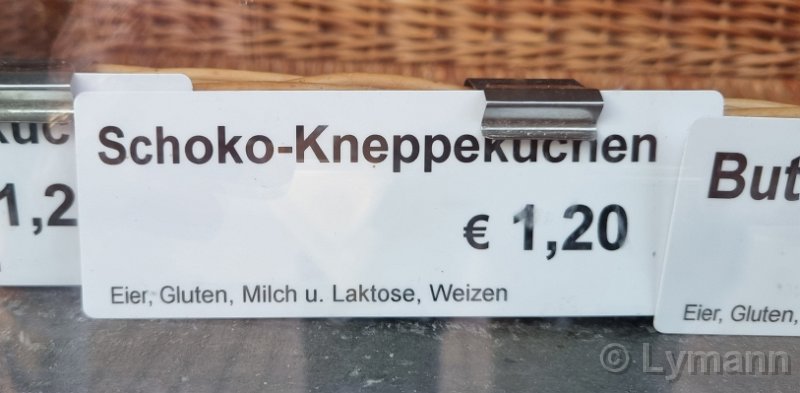 Schoko-Kneppekuchen
€ 1,20
Eier, Gluten, Milch u. Laktose, Weizen
1,2
But
Eier, Gluten,
© Lymann